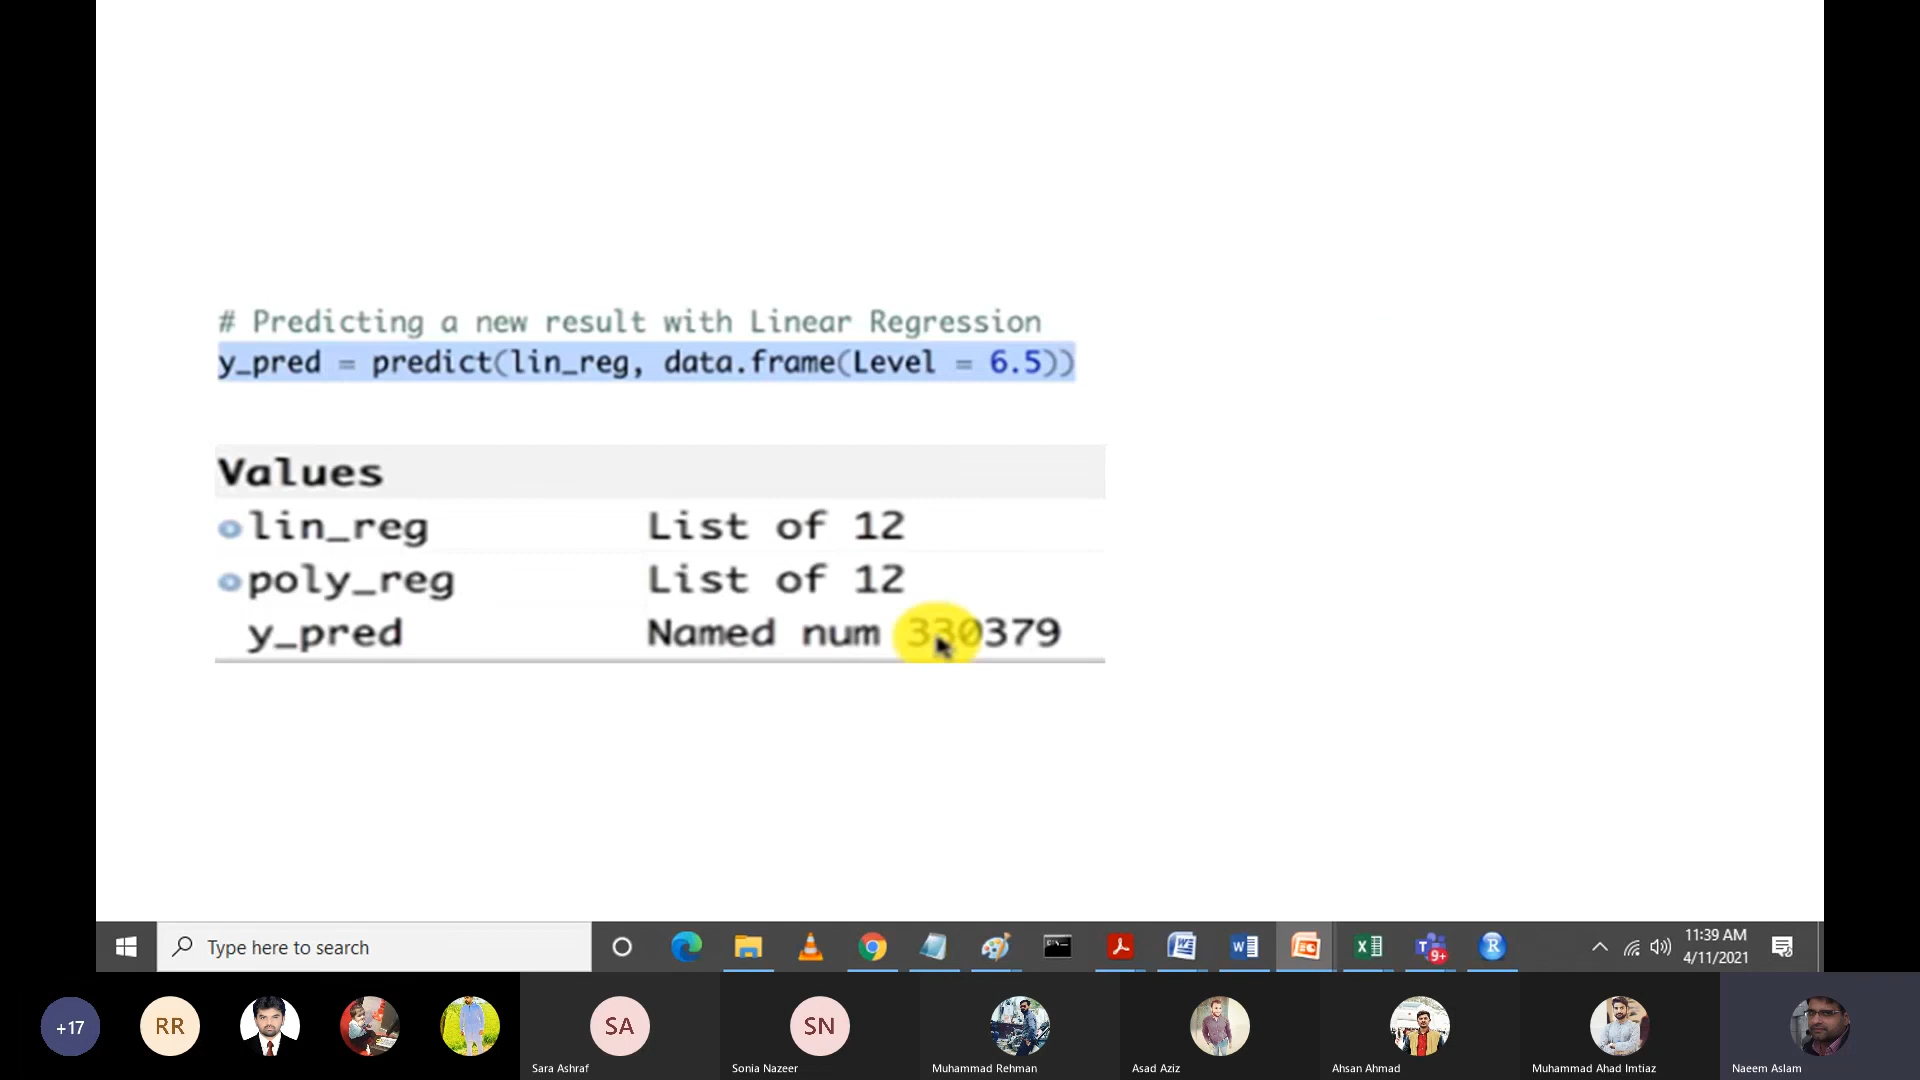 # Predicting a new result with Linear Regression
y_pred = predict(lin_reg, data.frame(Level = 6.5))
Values
lin_reg List of 12
poly_reg List of 12
y_pred Named num 330379
Type here to search
11:39 AM
4/11/2021
9+
+17
RR
SA
SN
Sara Ashraf
Sonia Nazeer
Muhammad Rehman
Asad Aziz
Ahsan Ahmad
Muhammad Ahad Imtiaz
Naeem Aslam